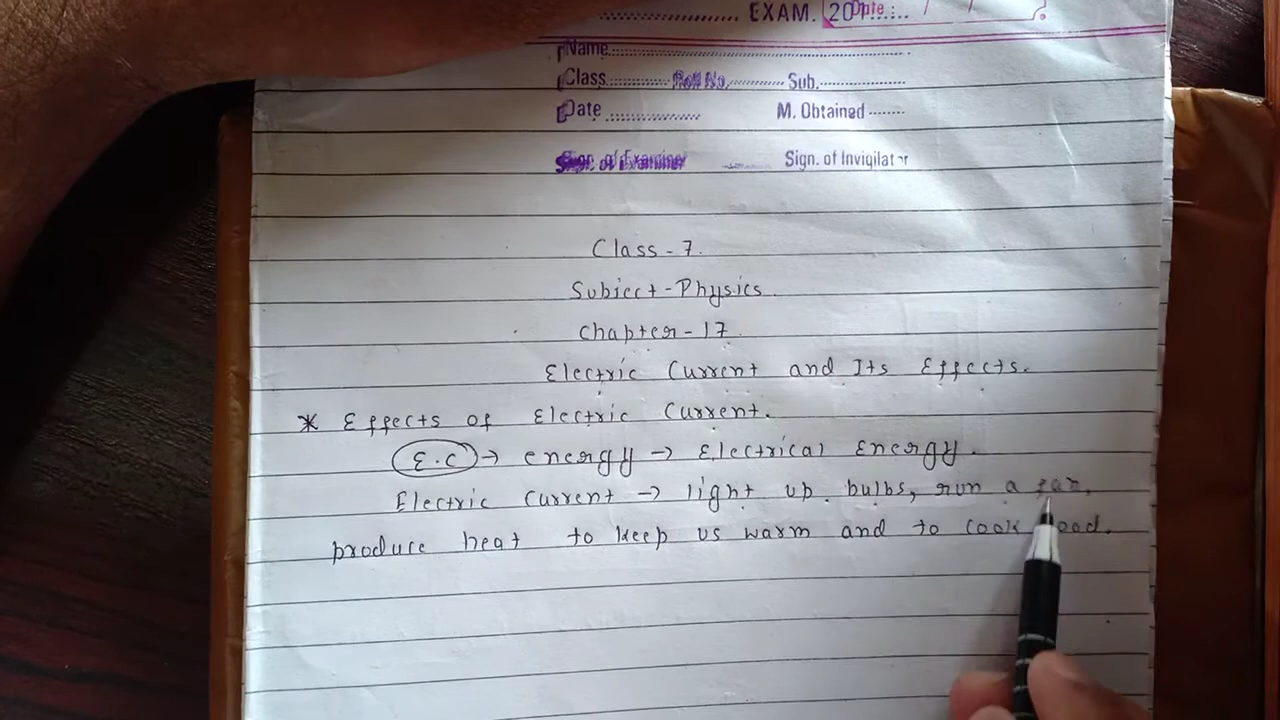 EXAM. 201 Date
Name
Class Roll No. Sub.
Date M. Obtained
Sign. of Examiner Sign. of Invigilator
Class - 7.
Subject - Physics.
Chapter - 17.
Electric Current and Its Effects.
* Effects of Electric Current.
E.C → energy → Electrical Energy.
Electric Current → light up bulbs, run a fan,
produce heat to keep us warm and to cook food.